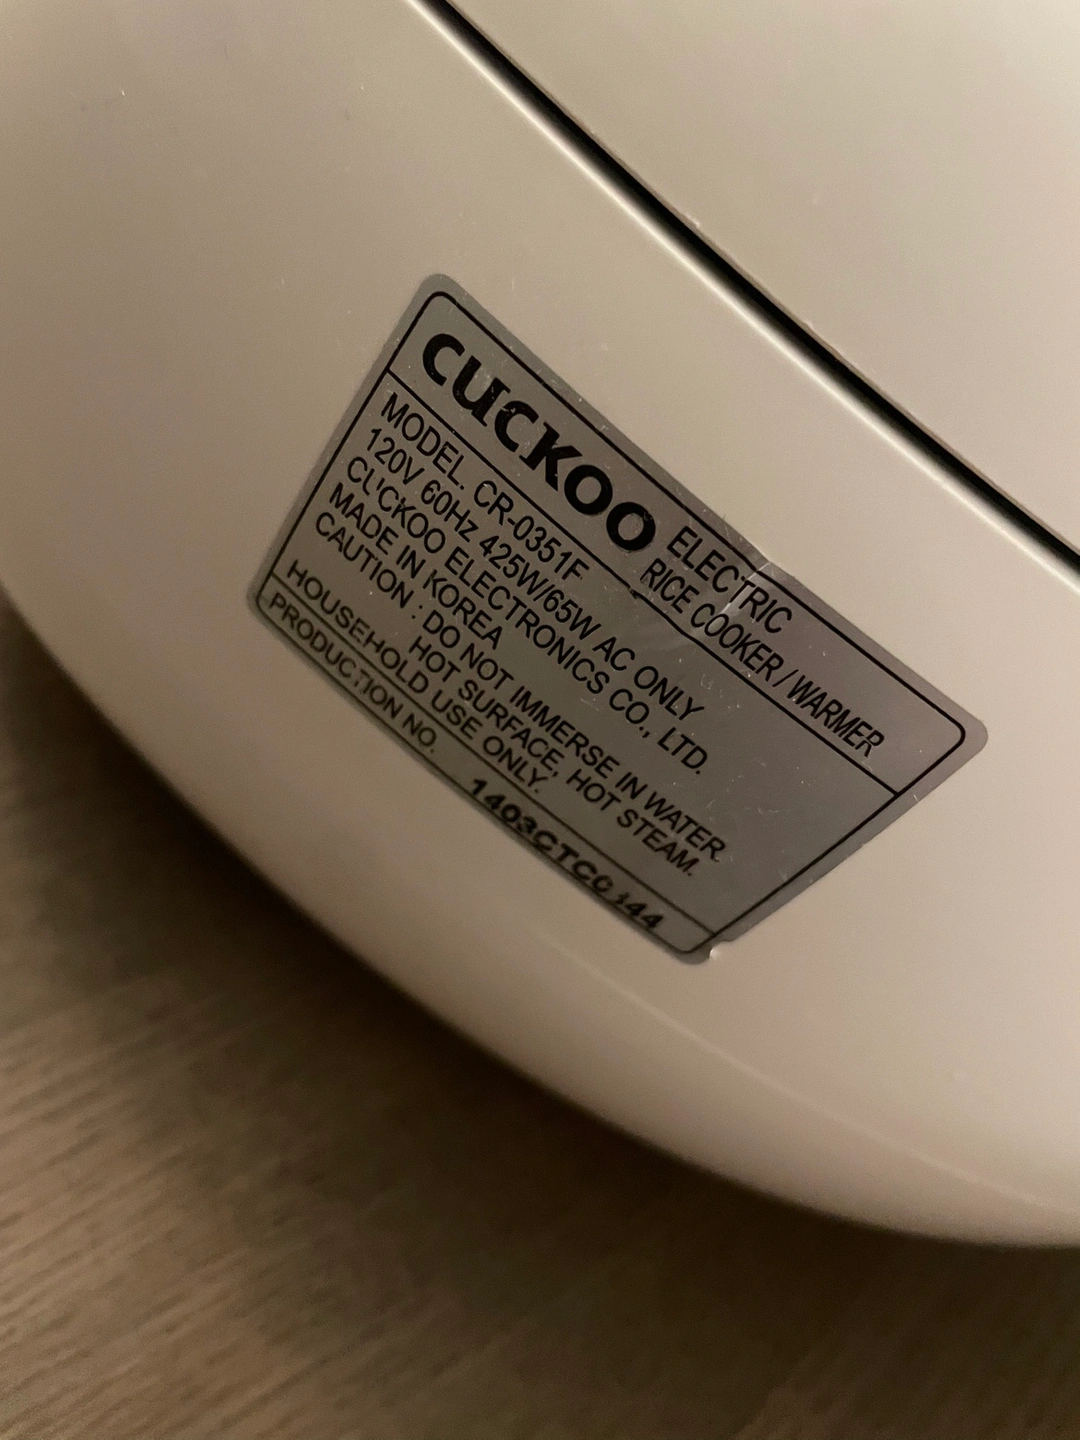 CUCKOO ELECTRIC
RICE COOKER / WARMER
MODEL. CR-0351F
120V 60Hz 425W/65W AC ONLY
CUCKOO ELECTRONICS CO., LTD.
MADE IN KOREA
CAUTION : DO NOT IMMERSE IN WATER.
HOT SURFACE, HOT STEAM.
HOUSEHOLD USE ONLY.
PRODUCTION NO.